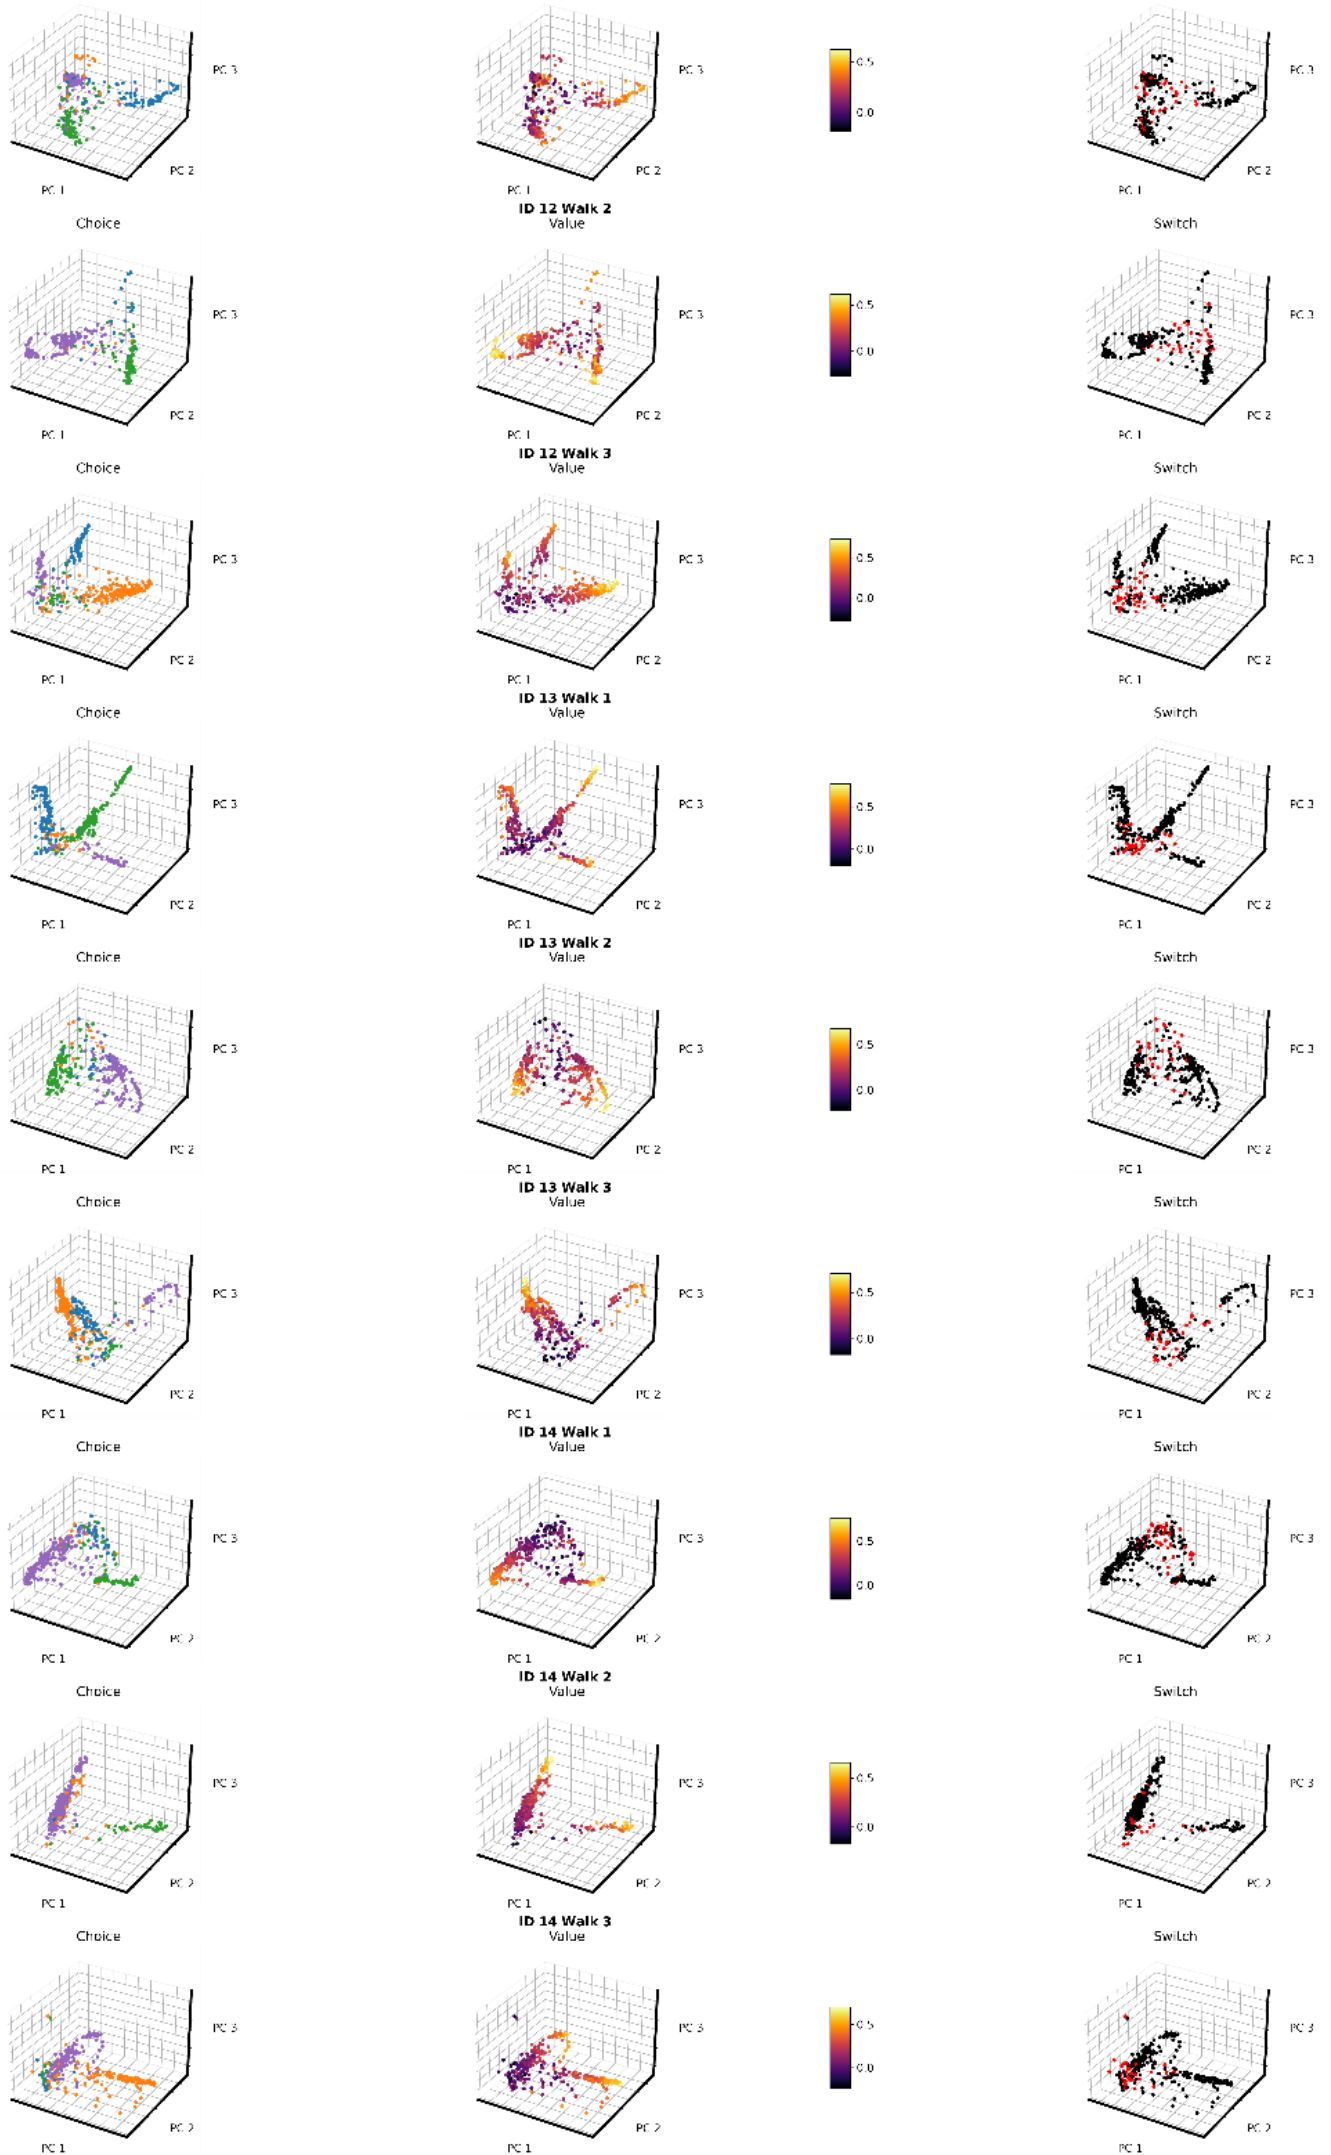 PC 3 0.5 PC 3 PC 3
0.0
PC 2 PC 2 PC 2
PC 1 PC 1 PC 1
ID 12 Walk 2
Choice Value Switch
PC 3 0.5 PC 3 PC 3
0.0
PC 2 PC 2 PC 2
PC 1 PC 1 PC 1
ID 12 Walk 3
Choice Value Switch
PC 3 0.5 PC 3 PC 3
0.0
PC 2 PC 2 PC 2
PC 1 PC 1 PC 1
ID 13 Walk 1
Choice Value Switch
PC 3 0.5 PC 3 PC 3
0.0
PC 2 PC 2 PC 2
PC 1 PC 1 PC 1
ID 13 Walk 2
Choice Value Switch
PC 3 0.5 PC 3 PC 3
0.0
PC 2 PC 2 PC 2
PC 1 PC 1 PC 1
ID 13 Walk 3
Choice Value Switch
PC 3 0.5 PC 3 PC 3
0.0
PC 2 PC 2 PC 2
PC 1 PC 1 PC 1
ID 14 Walk 1
Choice Value Switch
PC 3 0.5 PC 3 PC 3
0.0
PC 2 PC 2 PC 2
PC 1 PC 1 PC 1
ID 14 Walk 2
Choice Value Switch
PC 3 0.5 PC 3 PC 3
0.0
PC 2 PC 2 PC 2
PC 1 PC 1 PC 1
ID 14 Walk 3
Choice Value Switch
PC 3 0.5 PC 3 PC 3
0.0
PC 2 PC 2 PC 2
PC 1 PC 1 PC 1